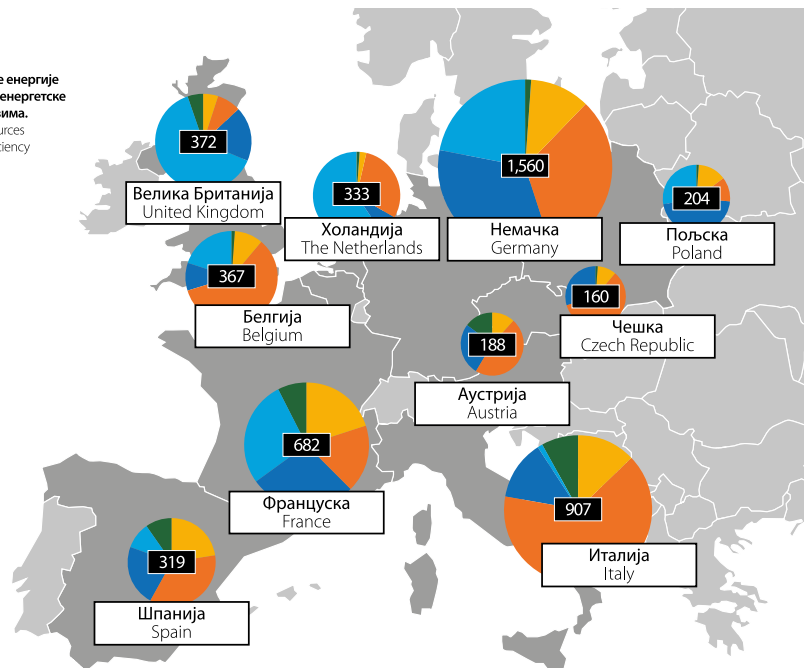 е енергије
енергетске
вима.
urces
ciency
372
Велика Британија
United Kingdom
333
Холандија
The Netherlands
1,560
Немачка
Germany
204
Пољска
Poland
367
Белгија
Belgium
160
Чешка
Czech Republic
188
Аустрија
Austria
682
Француска
France
907
Италија
Italy
319
Шпанија
Spain